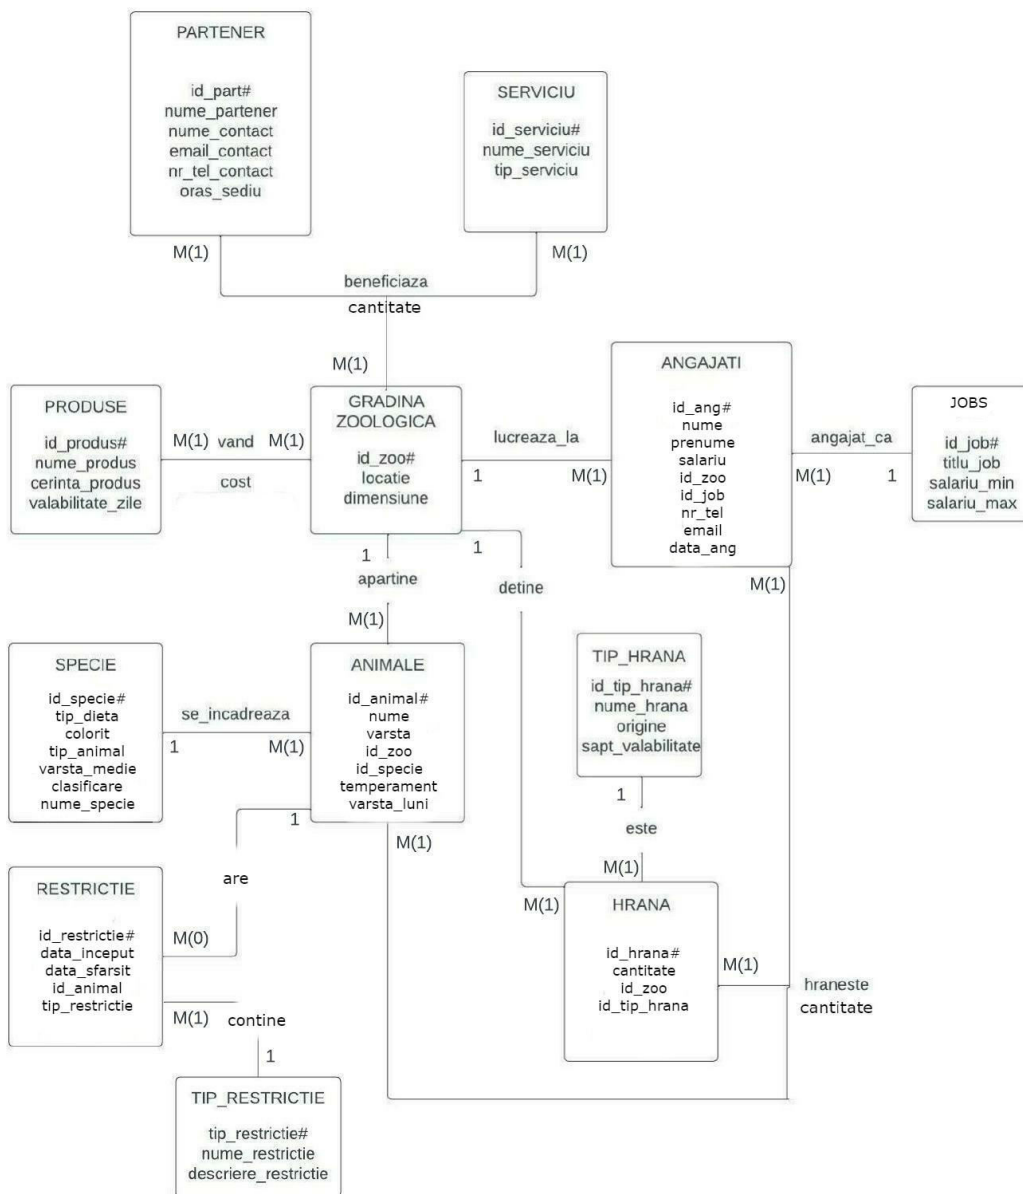 PARTENER
id_part#
nume_partener
nume_contact
email_contact
nr_tel_contact
oras_sediu
SERVICIU
id_serviciu#
nume_serviciu
tip_serviciu
M(1)
M(1)
beneficiaza
cantitate
M(1)
PRODUSE
id_produs#
nume_produs
cerinta_produs
valabilitate_zile
M(1) vand M(1)
cost
GRADINA
ZOOLOGICA
id_zoo#
locatie
dimensiune
lucreaza_la
1
M(1)
ANGAJATI
id_ang#
nume
prenume
salariu
id_zoo
id_job
nr_tel
email
data_ang
angajat_ca
M(1)
1
JOBS
id_job#
titlu_job
salariu_min
salariu_max
1
apartine
M(1)
1
detine
M(1)
M(1)
SPECIE
id_specie#
tip_dieta
colorit
tip_animal
varsta_medie
clasificare
nume_specie
se_incadreaza
1
M(1)
ANIMALE
id_animal#
nume
varsta
id_zoo
id_specie
temperament
varsta_luni
TIP_HRANA
id_tip_hrana#
nume_hrana
origine
sapt_valabilitate
1
este
M(1)
1
are
M(0)
M(1)
RESTRICTIE
id_restrictie#
data_inceput
data_sfarsit
id_animal
tip_restrictie
HRANA
id_hrana#
cantitate
id_zoo
id_tip_hrana
M(1)
hraneste
cantitate
M(1)
contine
1
TIP_RESTRICTIE
tip_restrictie#
nume_restrictie
descriere_restrictie